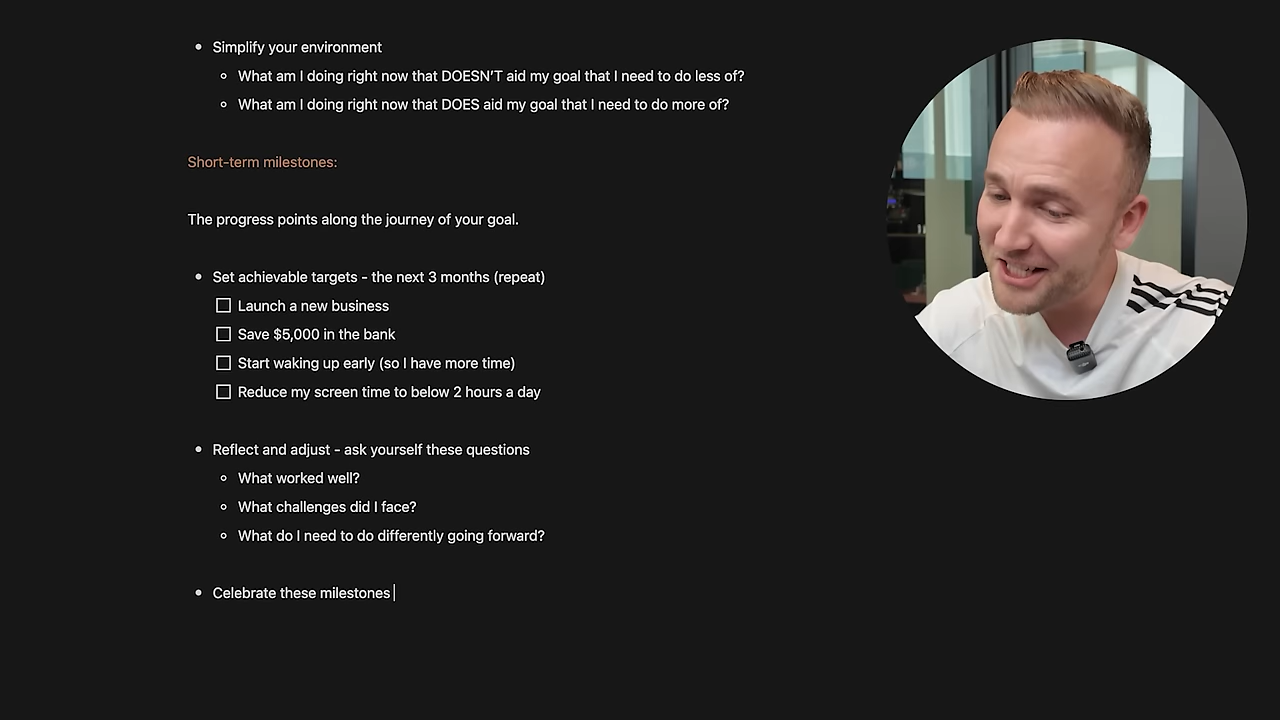 Simplify your environment
What am I doing right now that DOESN'T aid my goal that I need to do less of?
What am I doing right now that DOES aid my goal that I need to do more of?
Short-term milestones:
The progress points along the journey of your goal.
Set achievable targets - the next 3 months (repeat)
Launch a new business
Save $5,000 in the bank
Start waking up early (so I have more time)
Reduce my screen time to below 2 hours a day
Reflect and adjust - ask yourself these questions
What worked well?
What challenges did I face?
What do I need to do differently going forward?
Celebrate these milestones